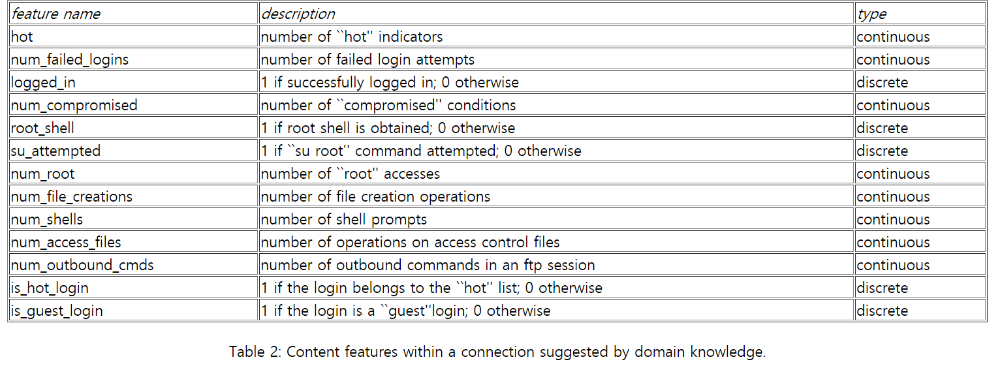 feature name description type
hot number of ``hot'' indicators continuous
num_failed_logins number of failed login attempts continuous
logged_in 1 if successfully logged in; 0 otherwise discrete
num_compromised number of ``compromised'' conditions continuous
root_shell 1 if root shell is obtained; 0 otherwise discrete
su_attempted 1 if ``su root'' command attempted; 0 otherwise discrete
num_root number of ``root'' accesses continuous
num_file_creations number of file creation operations continuous
num_shells number of shell prompts continuous
num_access_files number of operations on access control files continuous
num_outbound_cmds number of outbound commands in an ftp session continuous
is_hot_login 1 if the login belongs to the ``hot'' list; 0 otherwise discrete
is_guest_login 1 if the login is a ``guest''login; 0 otherwise discrete
Table 2: Content features within a connection suggested by domain knowledge.